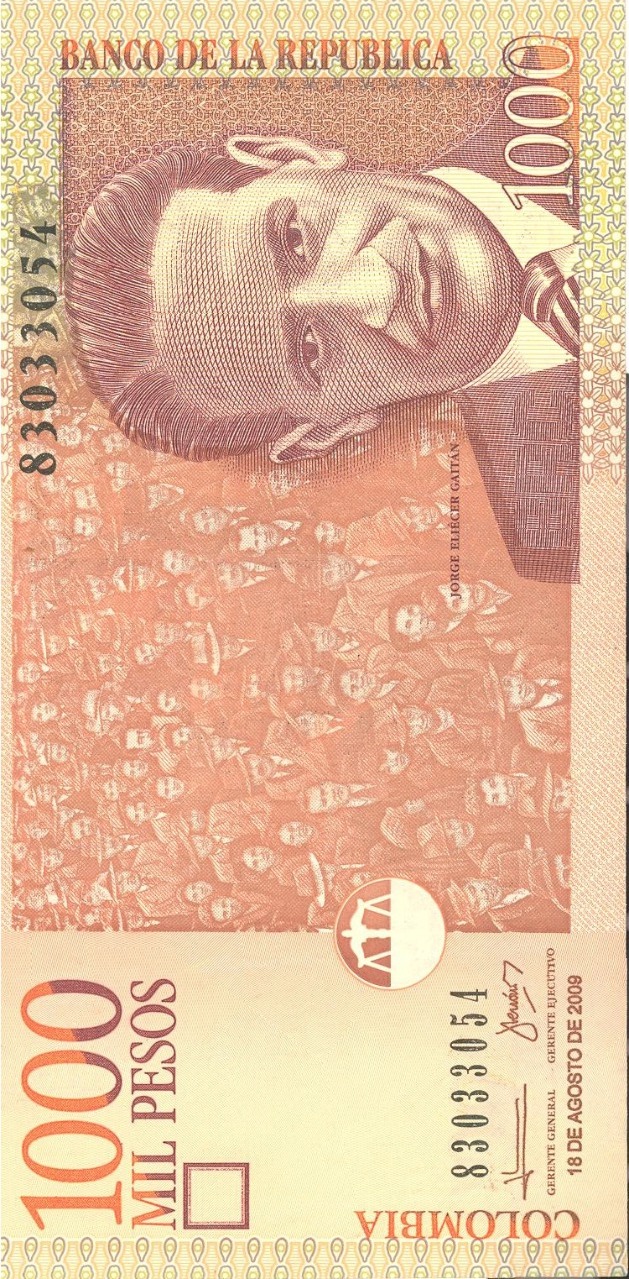 BANCO DE LA REPUBLICA
1000
83033054
JORGE ELIÉCER GAITÁN
1000
MIL PESOS
83033054
GERENTE GENERAL
GERENTE EJECUTIVO
18 DE AGOSTO DE 2009
COLOMBIA